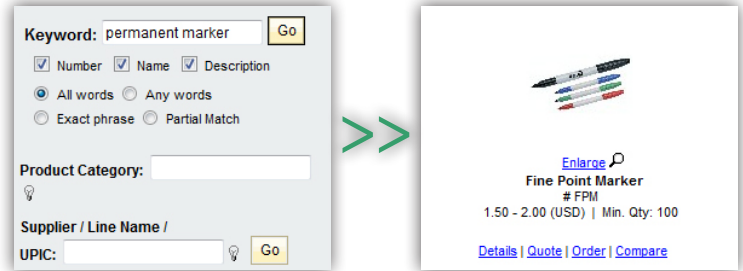 Keyword: permanent marker Go
Number Name Description
All words Any words
Exact phrase Partial Match
Product Category:
Supplier / Line Name /
UPIC: Go
>>
Enlarge
Fine Point Marker
# FPM
1.50 - 2.00 (USD) | Min. Qty: 100
Details | Quote | Order | Compare